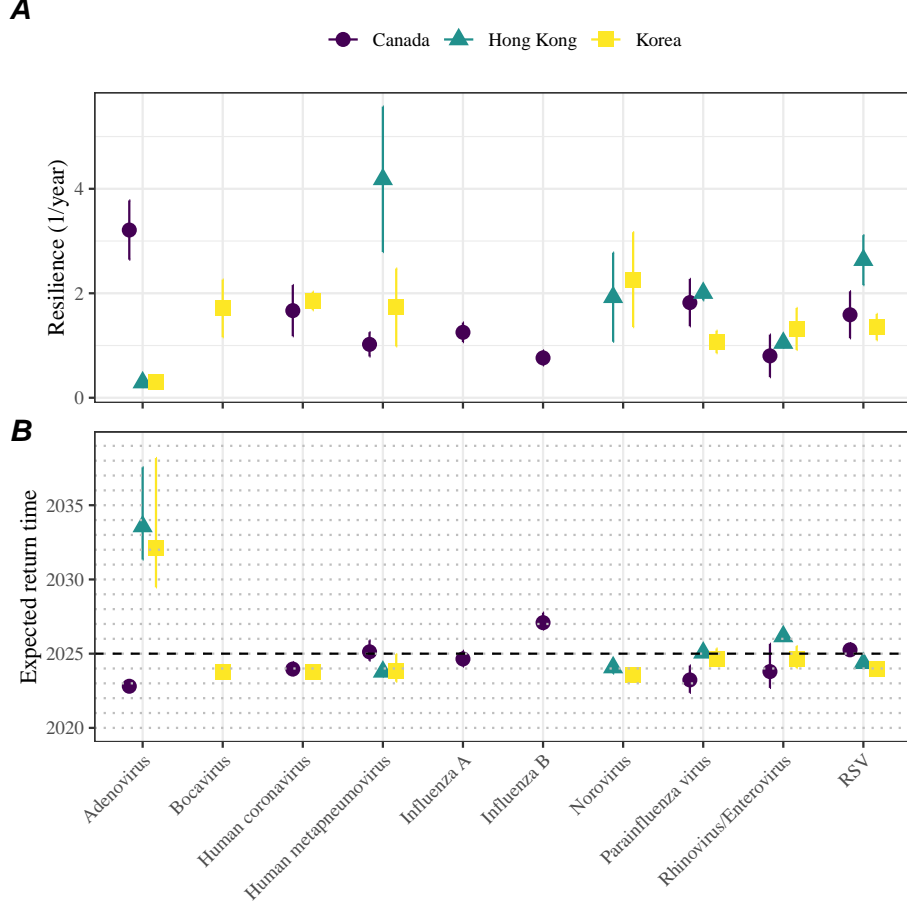 A
Canada Hong Kong Korea
Resilience (1/year)
4
2
0
B
Expected return time
2035
2030
2025
2020
Adenovirus
Bocavirus
Human coronavirus
Human metapneumovirus
Influenza A
Influenza B
Norovirus
Parainfluenza virus
Rhinovirus/Enterovirus
RSV